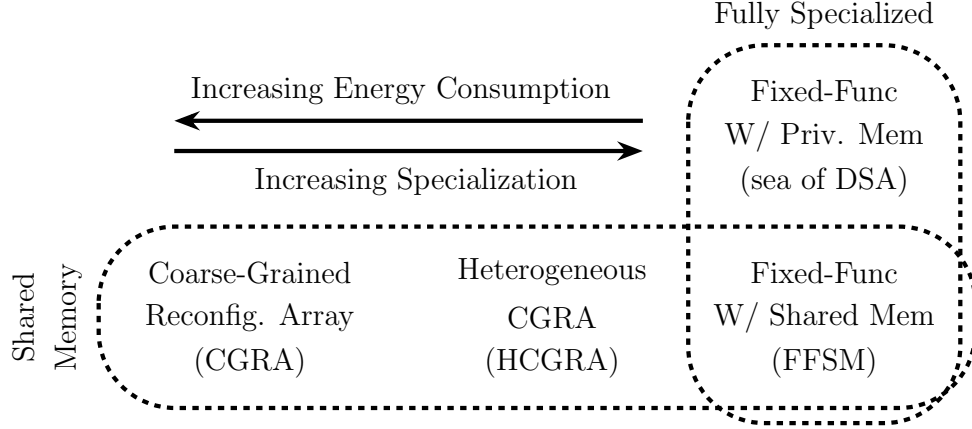 Fully Specialized
Increasing Energy Consumption
Increasing Specialization
Fixed-Func
W/ Priv. Mem
(sea of DSA)
Shared
Memory
Coarse-Grained
Reconfig. Array
(CGRA)
Heterogeneous
CGRA
(HCGRA)
Fixed-Func
W/ Shared Mem
(FFSM)